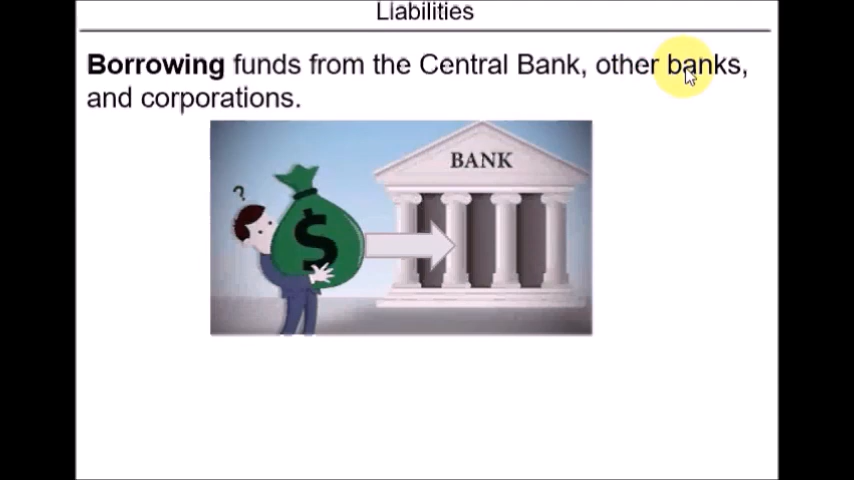 Liabilities
Borrowing funds from the Central Bank, other banks,
and corporations.
BANK
?
$